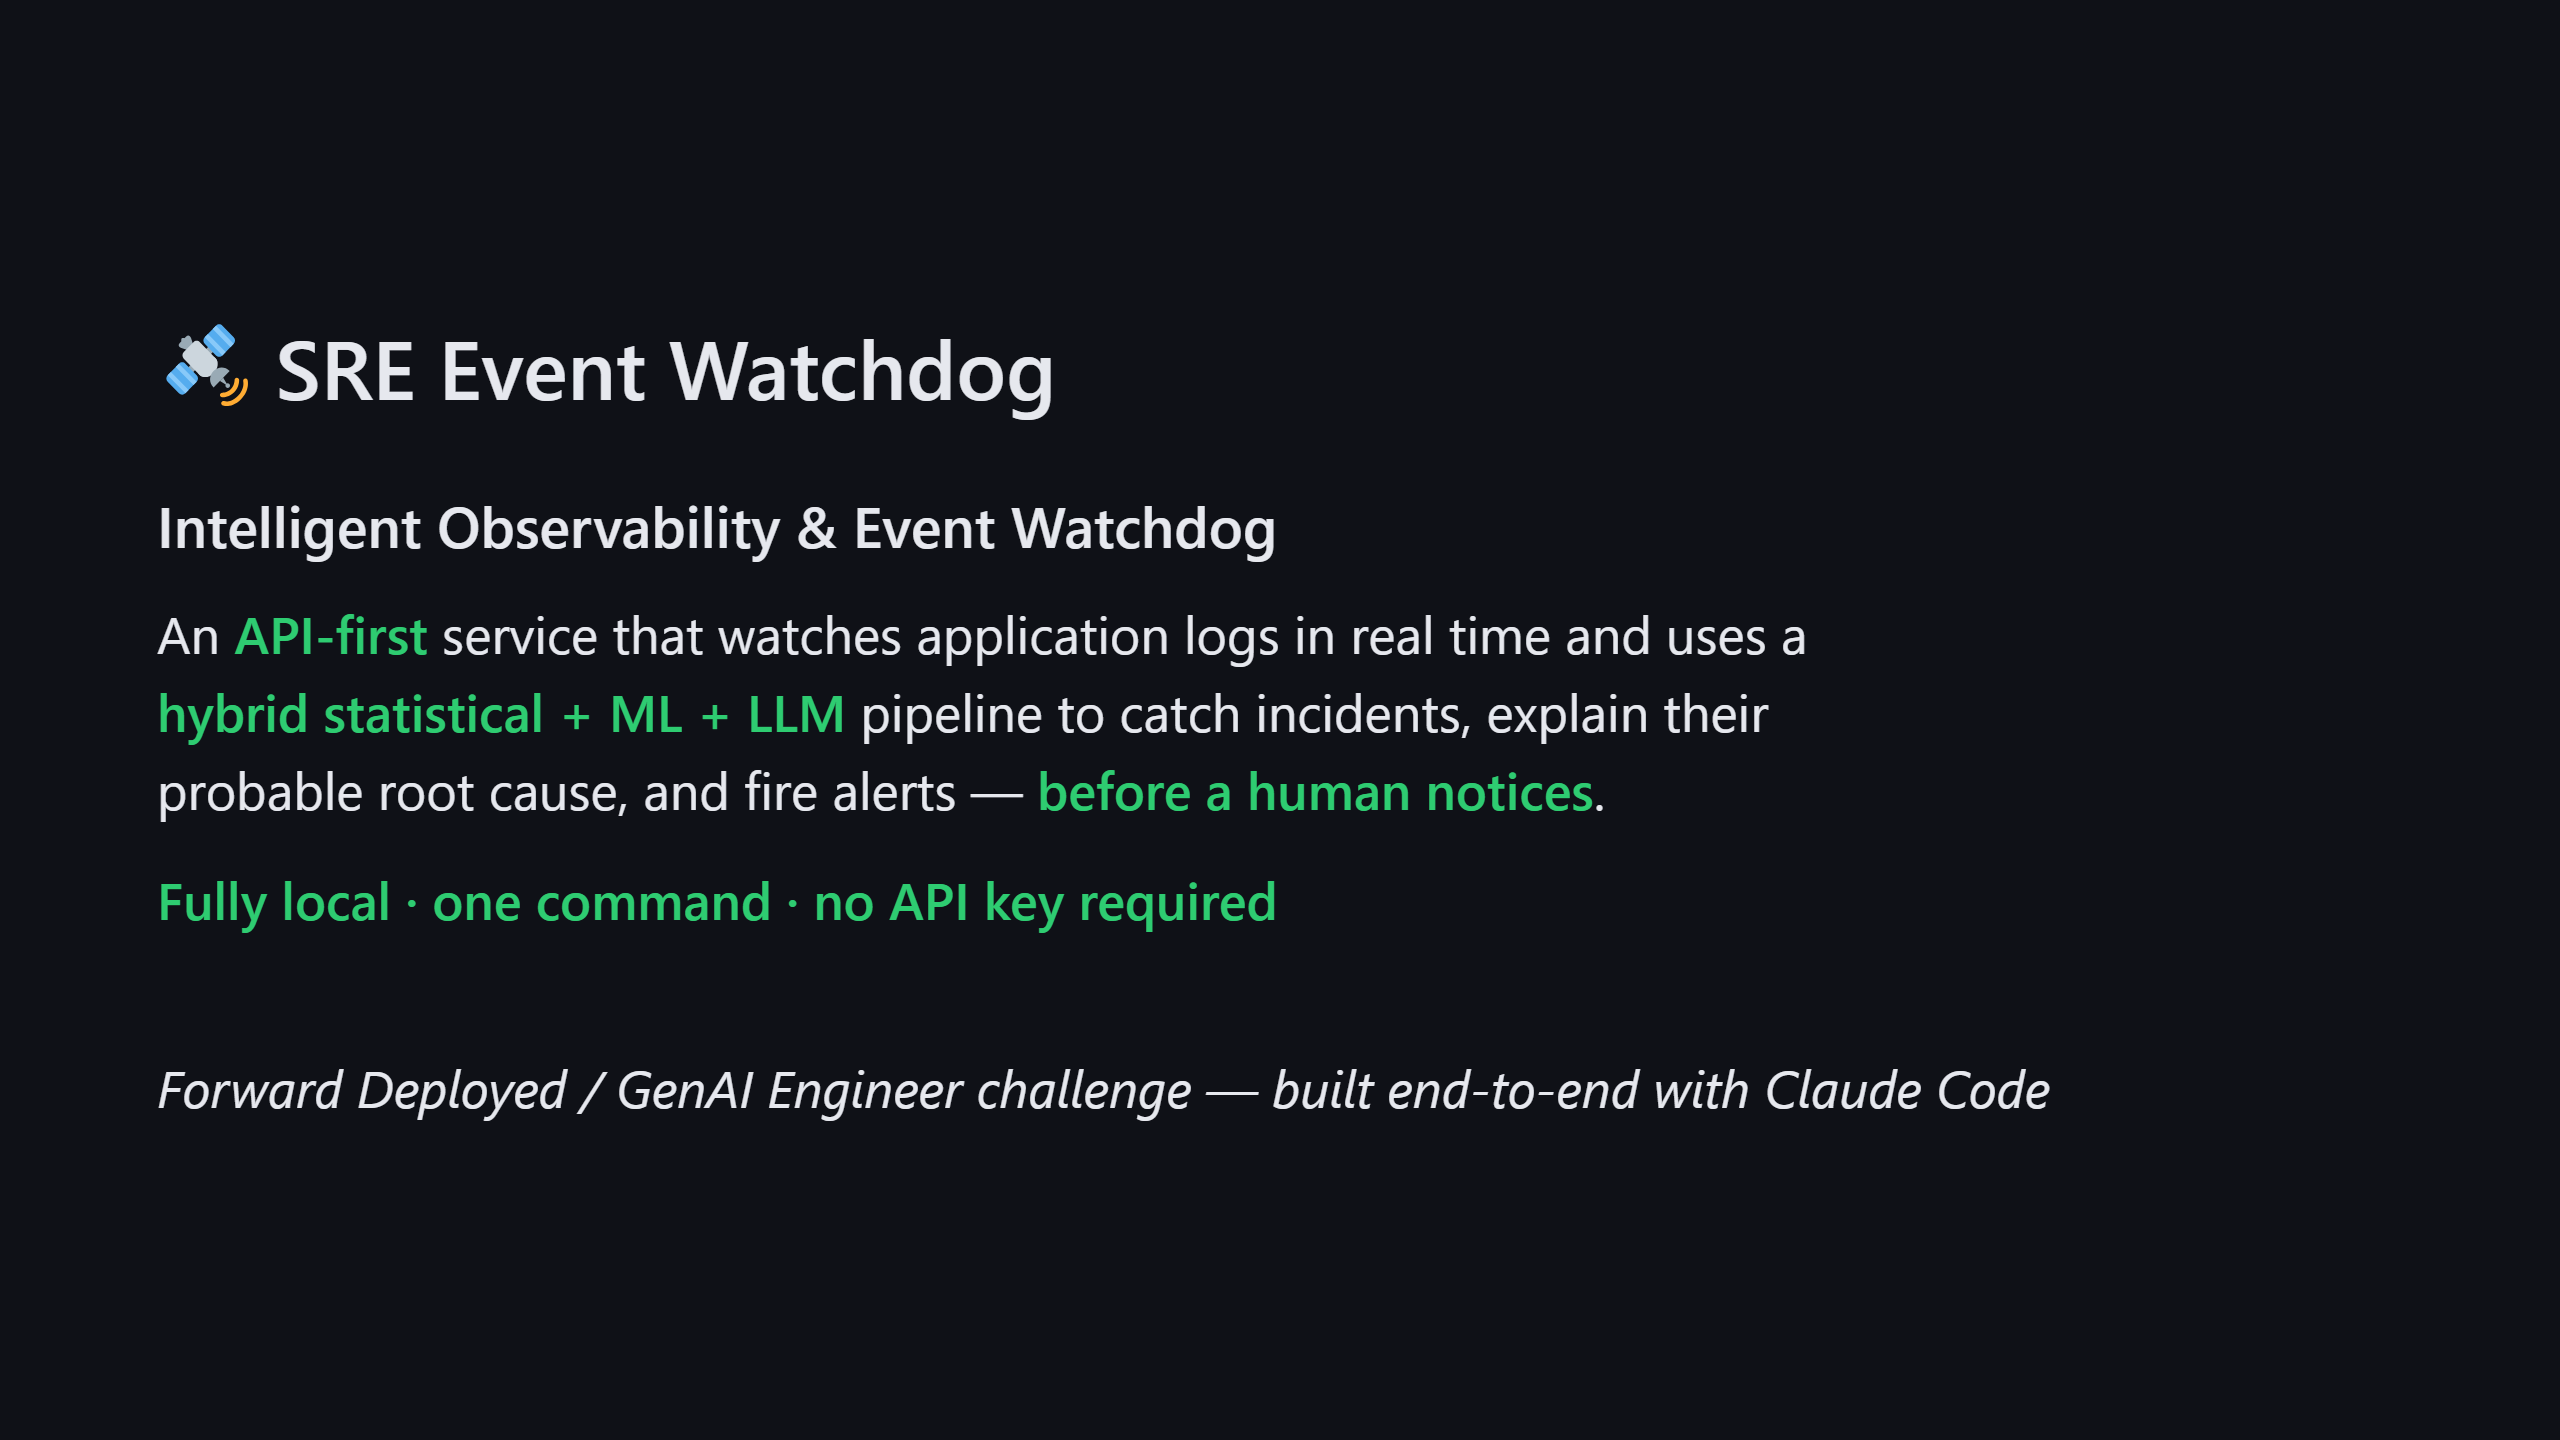 SRE Event Watchdog
Intelligent Observability & Event Watchdog
An API-first service that watches application logs in real time and uses a
hybrid statistical + ML + LLM pipeline to catch incidents, explain their
probable root cause, and fire alerts — before a human notices.
Fully local · one command · no API key required
Forward Deployed / GenAI Engineer challenge — built end-to-end with Claude Code